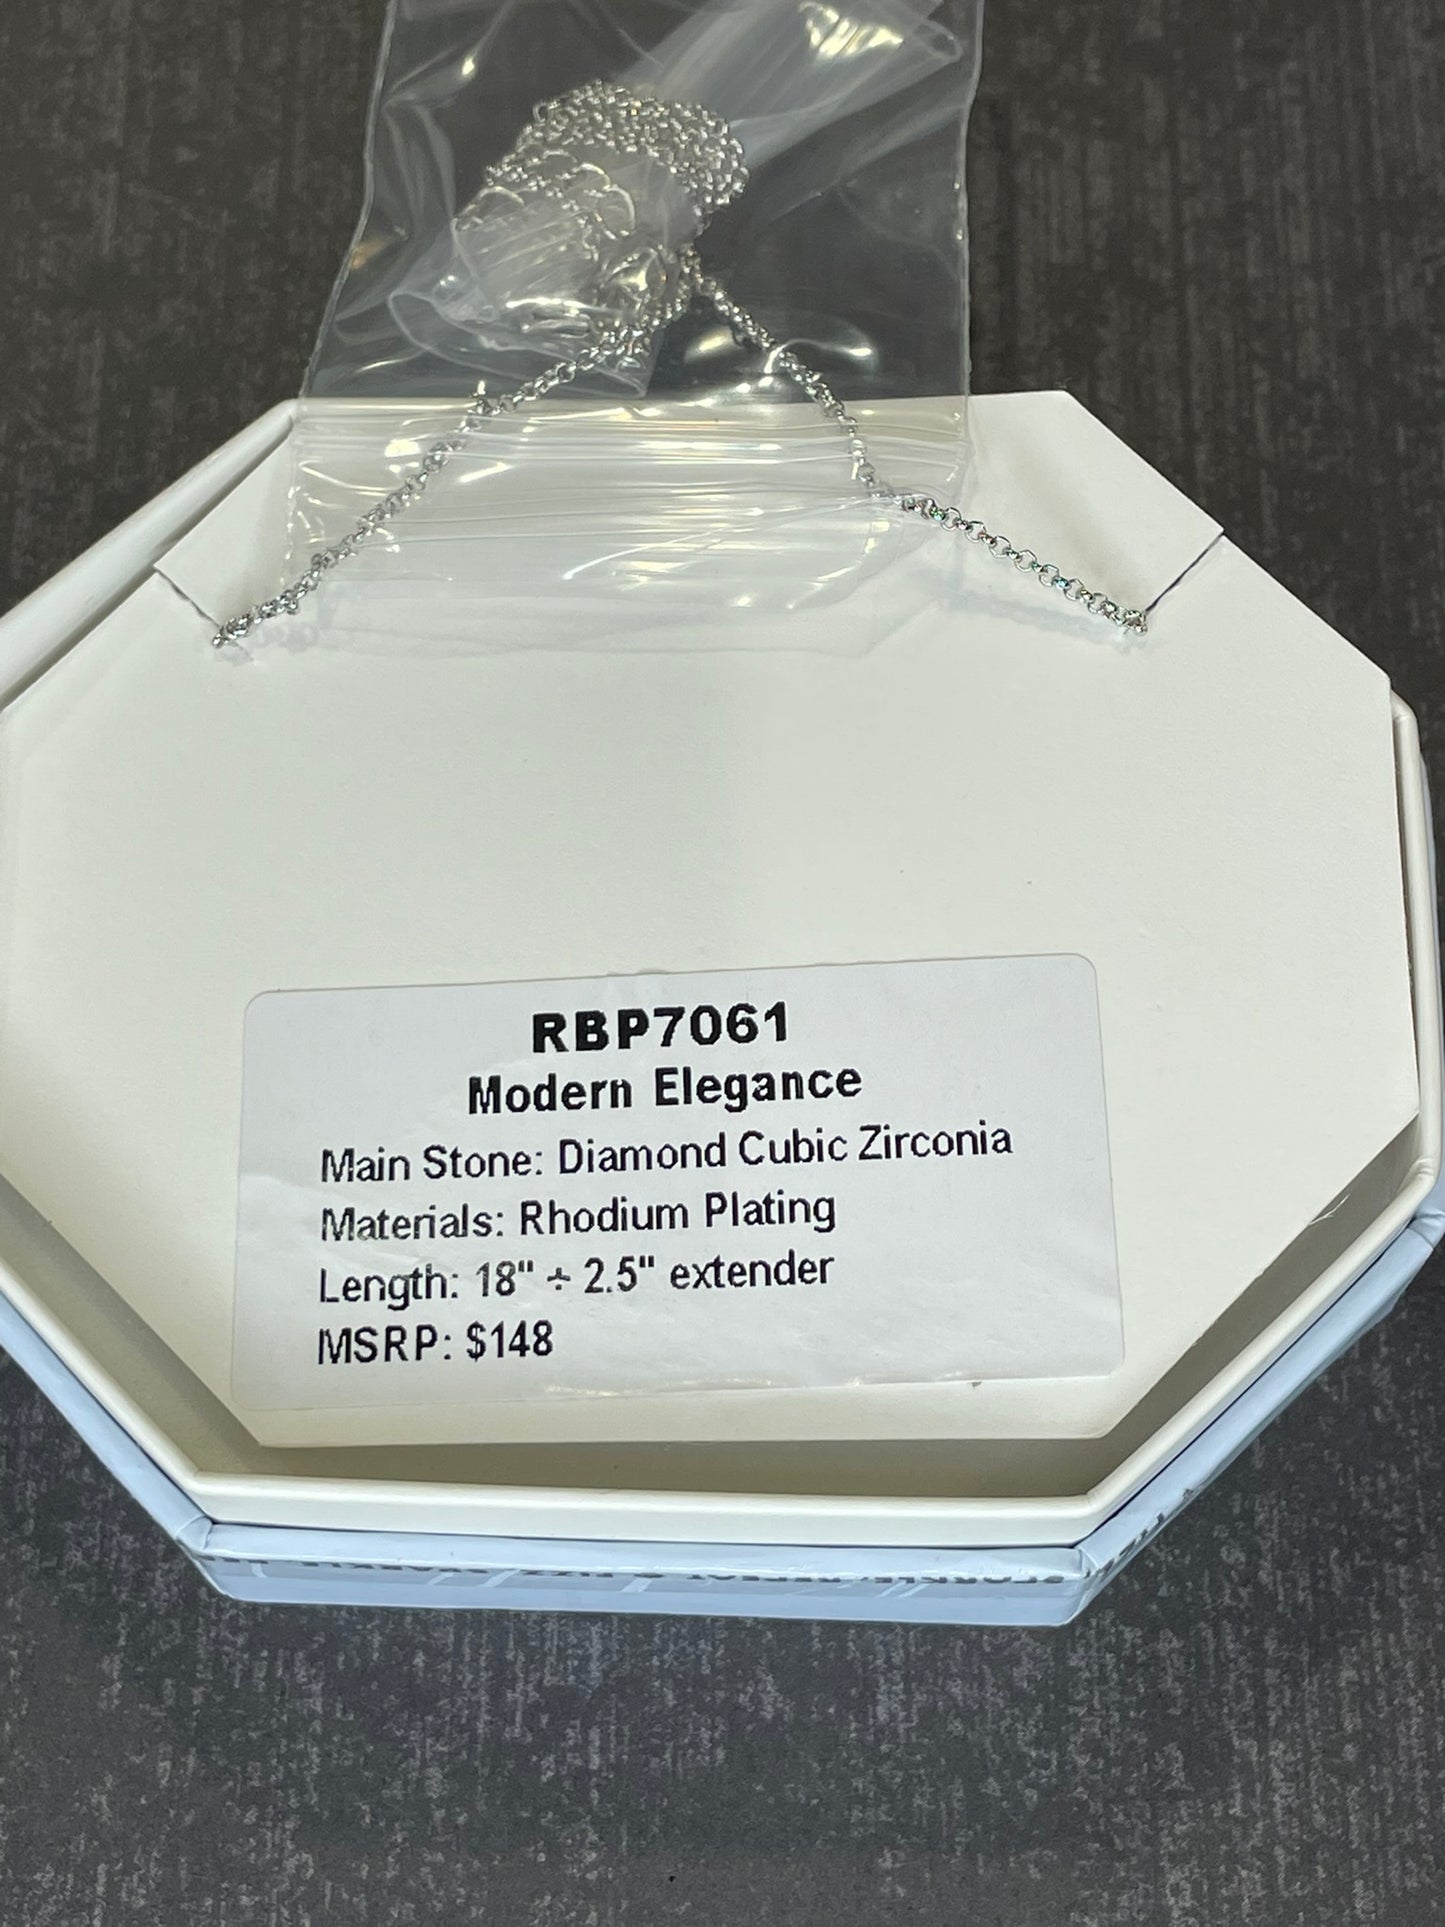 RBP7061
Modern Elegance
Main Stone: Diamond Cubic Zirconia
Materials: Rhodium Plating
Length: 18" ÷ 2.5" extender
MSRP: $148